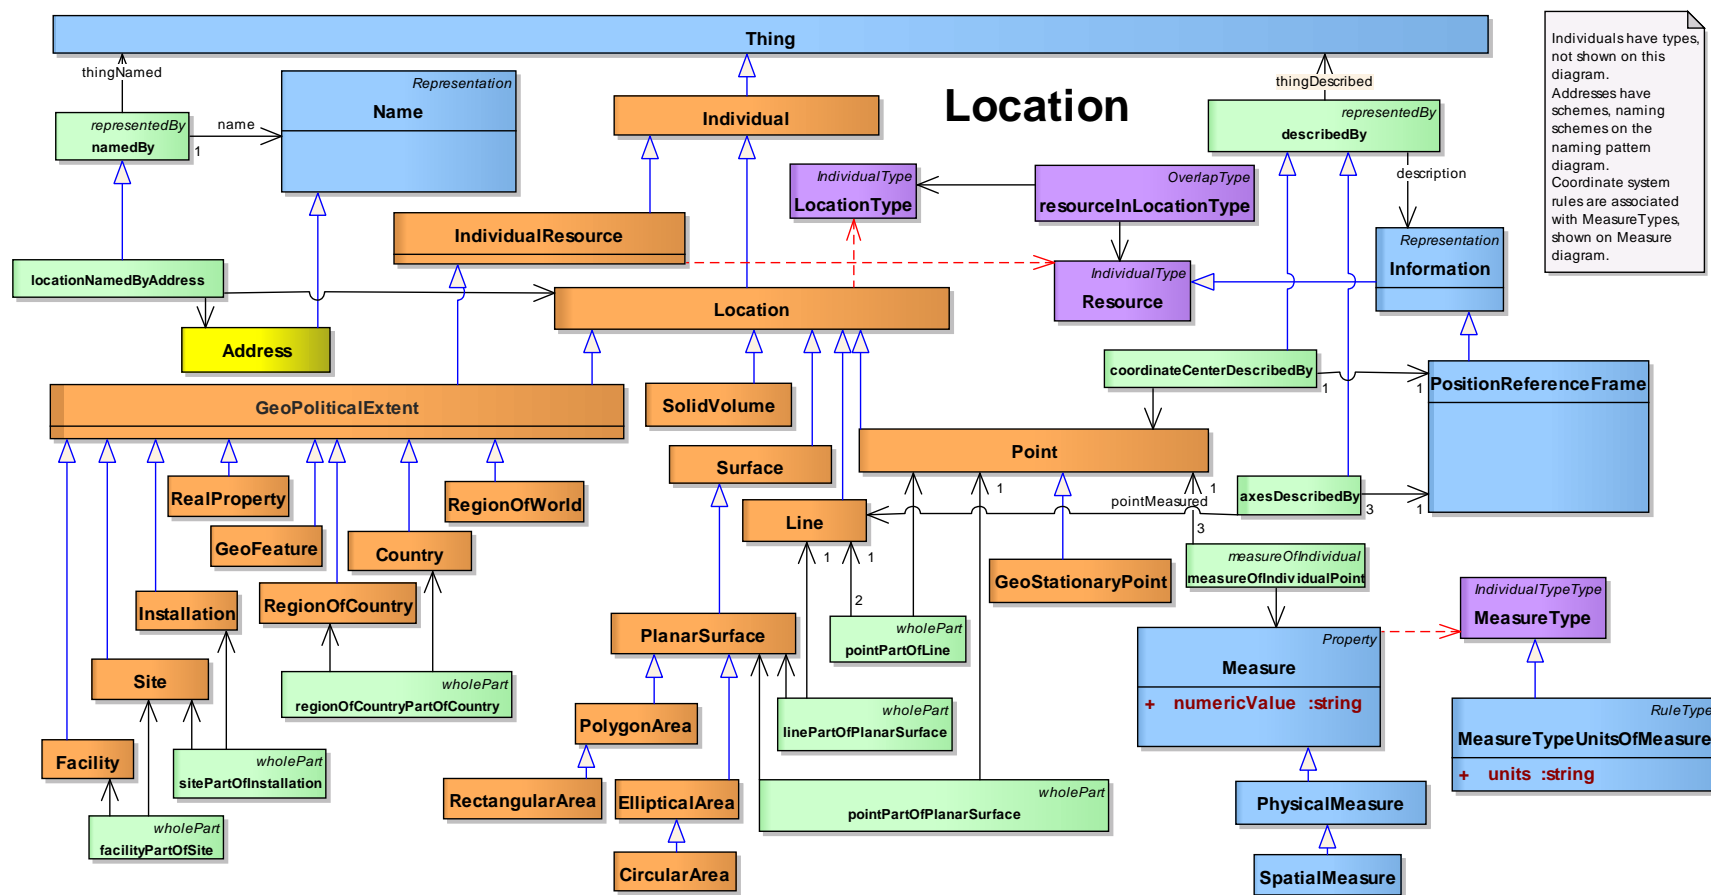 Thing
thingNamed
thingDescribed
Individuals have types,
not shown on this
diagram.
Addresses have
schemes, naming
schemes on the
naming pattern
diagram.
Coordinate system
rules are associated
with MeasureTypes,
shown on Measure
diagram.
Representation
Name
Individual
Location
representedBy
namedBy
name
1
representedBy
describedBy
description
IndividualType
LocationType
OverlapType
resourceInLocationType
IndividualResource
Representation
Information
locationNamedByAddress
IndividualType
Resource
Location
Address
coordinateCenterDescribedBy
1
1
PositionReferenceFrame
GeoPoliticalExtent
SolidVolume
Point
Surface
RealProperty
RegionOfWorld
1
pointMeasured
1
axesDescribedBy
3
1
Line
GeoFeature
Country
1
1
3
measureOfIndividual
measureOfIndividualPoint
GeoStationaryPoint
Installation
RegionOfCountry
2
IndividualTypeType
MeasureType
PlanarSurface
wholePart
pointPartOfLine
Property
Measure
+ numericValue :string
Site
wholePart
regionOfCountryPartOfCountry
PolygonArea
wholePart
linePartOfPlanarSurface
RuleType
MeasureTypeUnitsOfMeasure
+ units :string
Facility
wholePart
sitePartOfInstallation
RectangularArea
EllipticalArea
wholePart
pointPartOfPlanarSurface
PhysicalMeasure
wholePart
facilityPartOfSite
CircularArea
SpatialMeasure